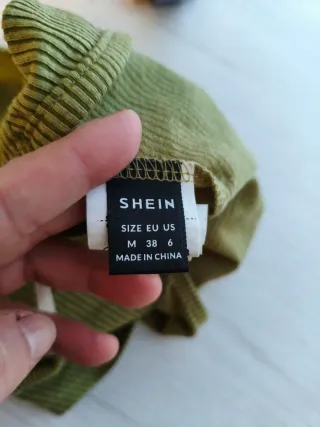 SHEIN
SIZE EU US
M 38 6
MADE IN CHINA